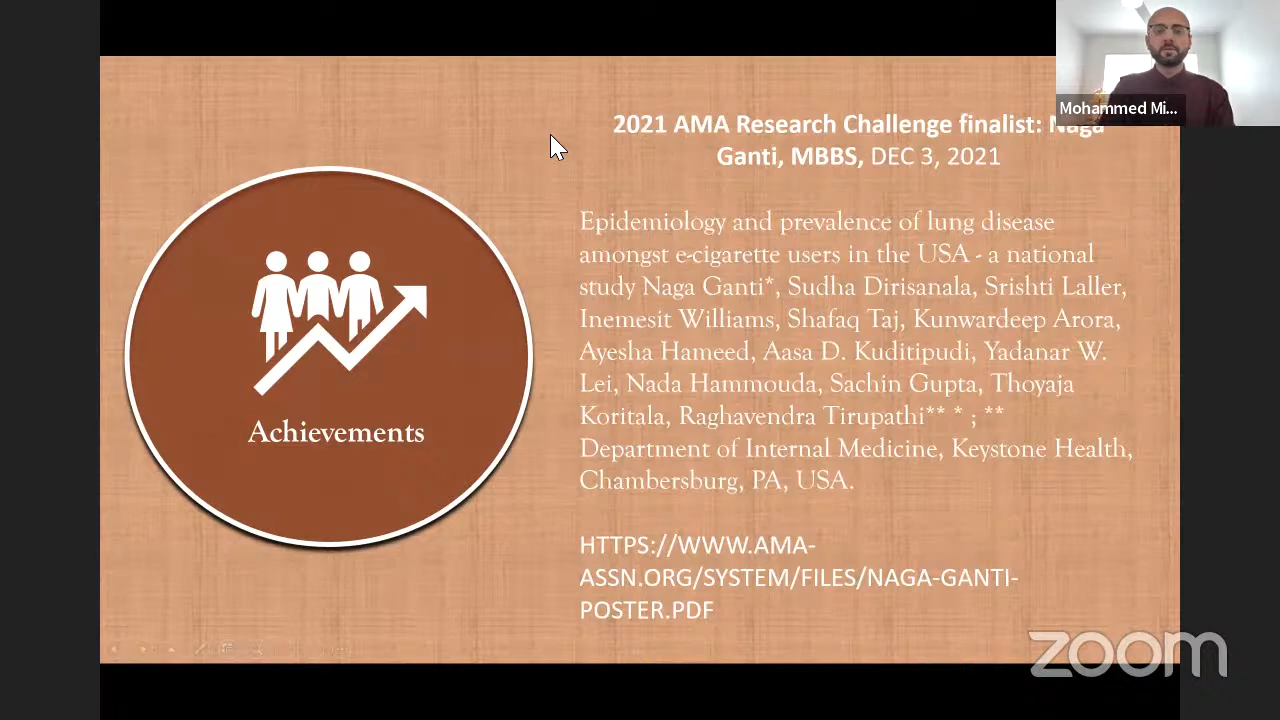 Mohammed Mi...
2021 AMA Research Challenge finalist: Naga
Ganti, MBBS, DEC 3, 2021
Epidemiology and prevalence of lung disease
amongst e-cigarette users in the USA - a national
study Naga Ganti*, Sudha Dirisanala, Srishti Laller,
Inemesit Williams, Shafaq Taj, Kunwardeep Arora,
Ayesha Hameed, Aasa D. Kuditipudi, Yadanar W.
Lei, Nada Hammouda, Sachin Gupta, Thoyaja
Koritala, Raghavendra Tirupathi** * ; **
Department of Internal Medicine, Keystone Health,
Chambersburg, PA, USA.
HTTPS://WWW.AMA-
ASSN.ORG/SYSTEM/FILES/NAGA-GANTI-
POSTER.PDF
Achievements
zoom